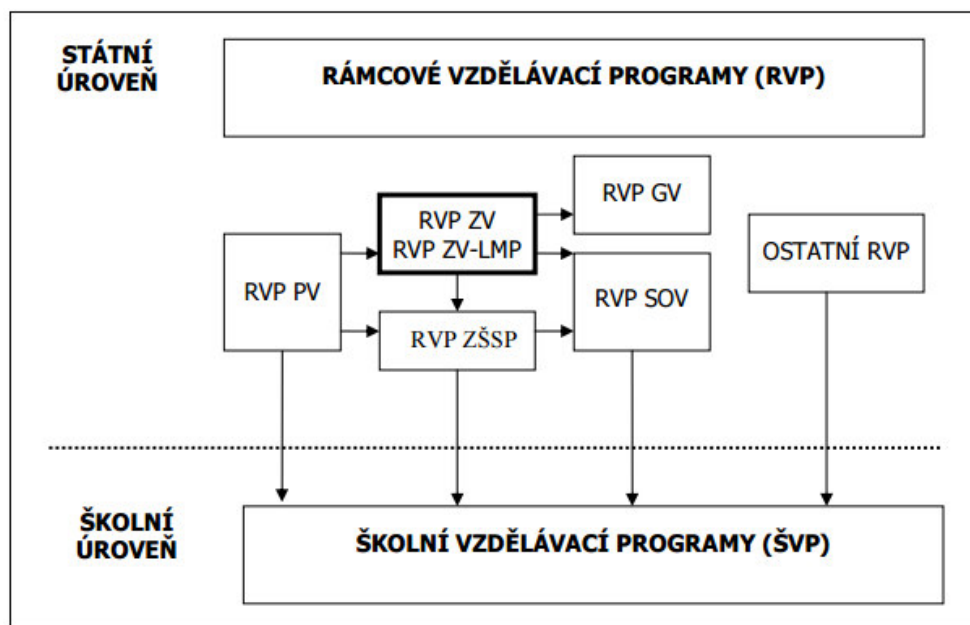 STÁTNÍ
ÚROVEŇ
RÁMCOVÉ VZDĚLÁVACÍ PROGRAMY (RVP)
RVP PV
RVP ZV
RVP ZV-LMP
RVP ZŠSP
RVP GV
RVP SOV
OSTATNÍ RVP
ŠKOLNÍ
ÚROVEŇ
ŠKOLNÍ VZDĚLÁVACÍ PROGRAMY (ŠVP)